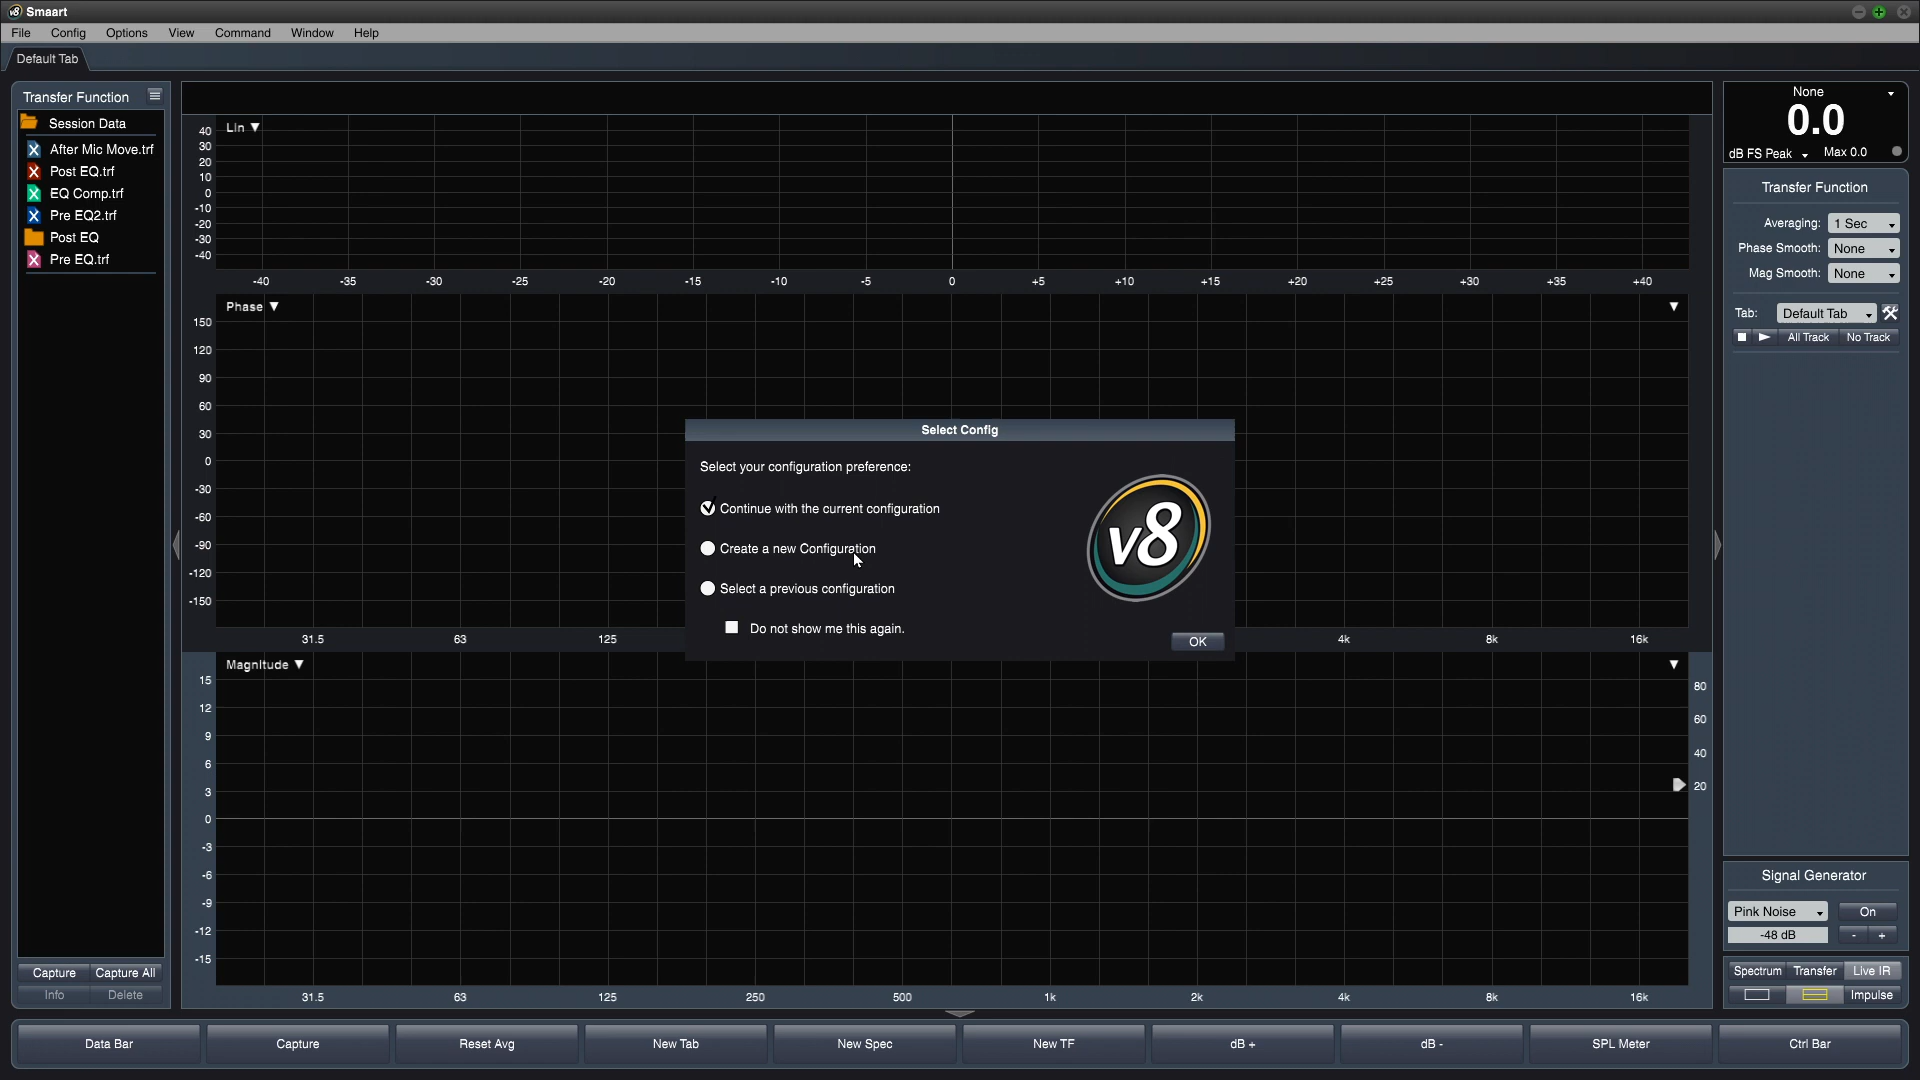 v8 Smaart
File Config Options View Command Window Help
Default Tab
Transfer Function
Session Data
After Mic Move.trf
Post EQ.trf
EQ Comp.trf
Pre EQ2.trf
Post EQ
Pre EQ.trf
Capture Capture All
Info Delete
Lin
40
30
20
10
0
-10
-20
-30
-40
-40 -35 -30 -25 -20 -15 -10 -5 0 +5 +10 +15 +20 +25 +30 +35 +40
Phase
150
120
90
60
30
0
-30
-60
-90
-120
-150
31.5 63 125 4k 8k 16k
Select Config
Select your configuration preference:
Continue with the current configuration
Create a new Configuration
Select a previous configuration
Do not show me this again.
v8
OK
Magnitude
15
12
9
6
3
0
-3
-6
-9
-12
-15
80
60
40
20
31.5 63 125 250 500 1k 2k 4k 8k 16k
None
0.0
dB FS Peak Max 0.0
Transfer Function
Averaging: 1 Sec
Phase Smooth: None
Mag Smooth: None
Tab: Default Tab
All Track No Track
Signal Generator
Pink Noise On
-48 dB - +
Spectrum Transfer Live IR
Impulse
Data Bar Capture Reset Avg New Tab New Spec New TF dB + dB - SPL Meter Ctrl Bar